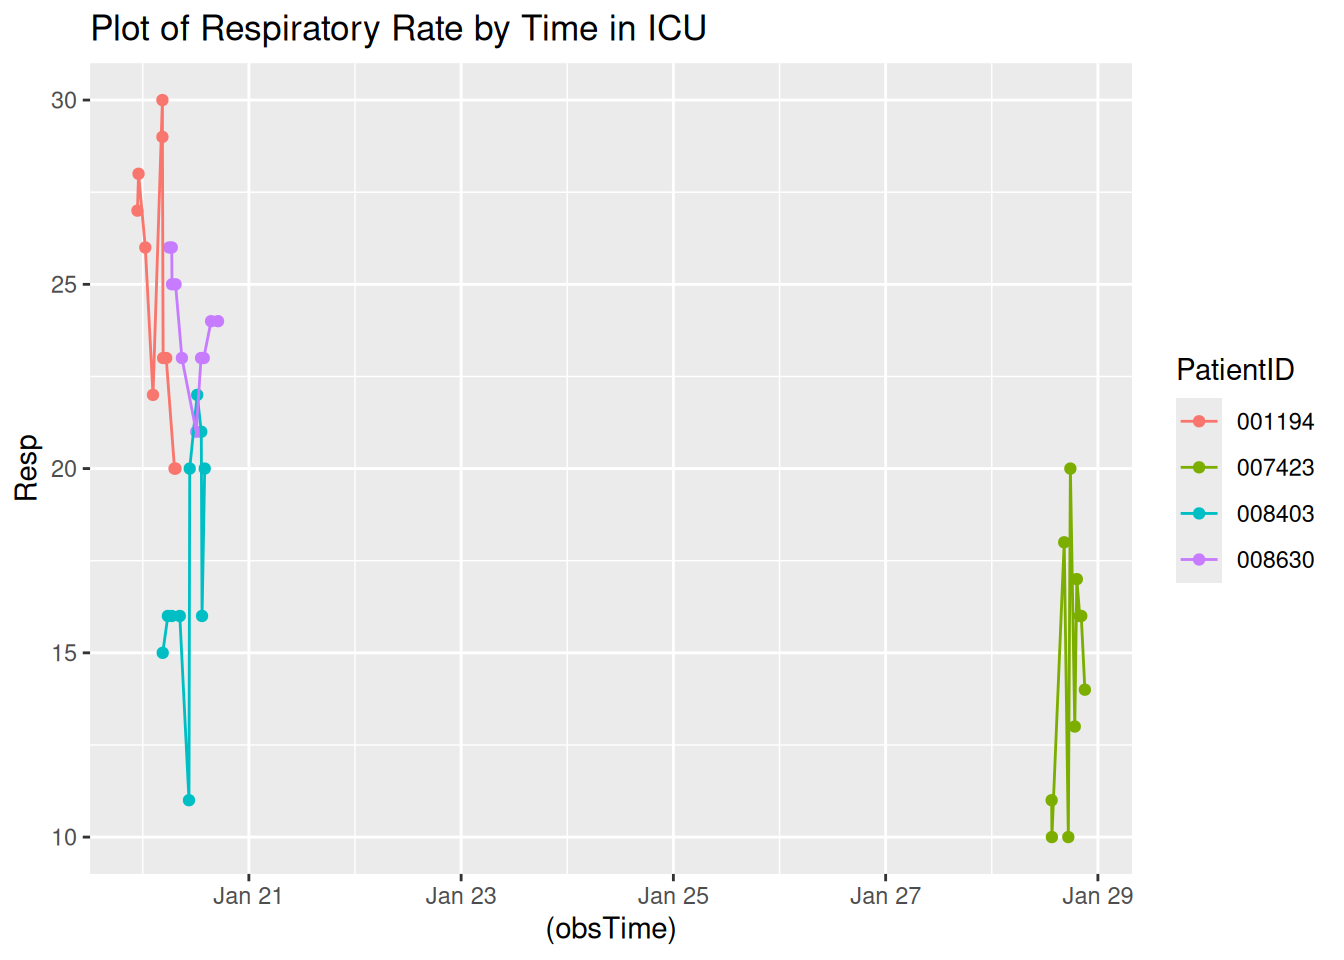 Plot of Respiratory Rate by Time in ICU
30
25
20
15
10
Resp
Jan 21
Jan 23
Jan 25
Jan 27
Jan 29
(obsTime)
PatientID
001194
007423
008403
008630